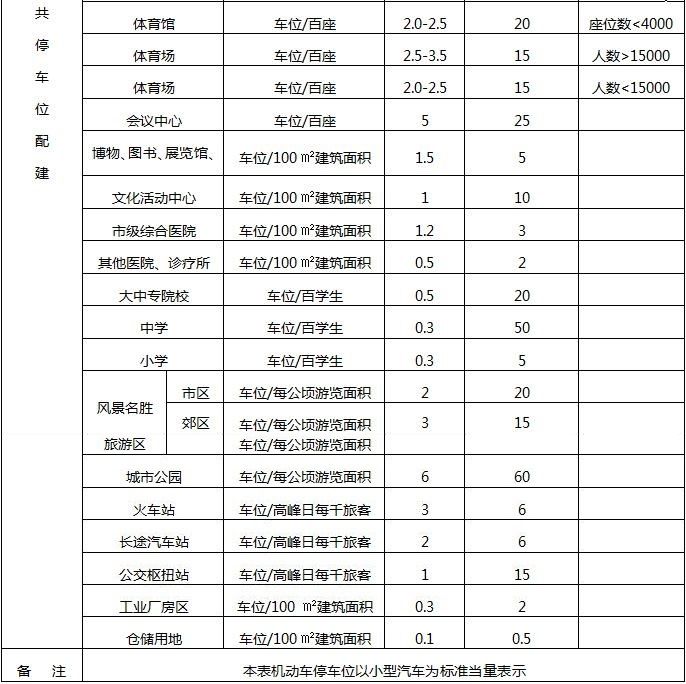 共停车位配建
体育馆 车位/百座 2.0-2.5 20 座位数<4000
体育场 车位/百座 2.5-3.5 15 人数>15000
体育场 车位/百座 2.0-2.5 15 人数<15000
会议中心 车位/百座 5 25
博物、图书、展览馆、 车位/100 ㎡建筑面积 1.5 5
文化活动中心 车位/100 ㎡建筑面积 1 10
市级综合医院 车位/100 ㎡建筑面积 1.2 3
其他医院、诊疗所 车位/100 ㎡建筑面积 0.5 2
大中专院校 车位/百学生 0.5 20
中学 车位/百学生 0.3 50
小学 车位/百学生 0.3 5
风景名胜 市区 车位/每公顷游览面积 2 20
郊区 车位/每公顷游览面积 3 15
旅游区 车位/每公顷游览面积
城市公园 车位/每公顷游览面积 6 60
火车站 车位/高峰日每千旅客 3 6
长途汽车站 车位/高峰日每千旅客 2 6
公交枢扭站 车位/高峰日每千旅客 1 15
工业厂房区 车位/100 ㎡建筑面积 0.3 2
仓储用地 车位/100 ㎡建筑面积 0.1 0.5
备 注 本表机动车停车位以小型汽车为标准当量表示